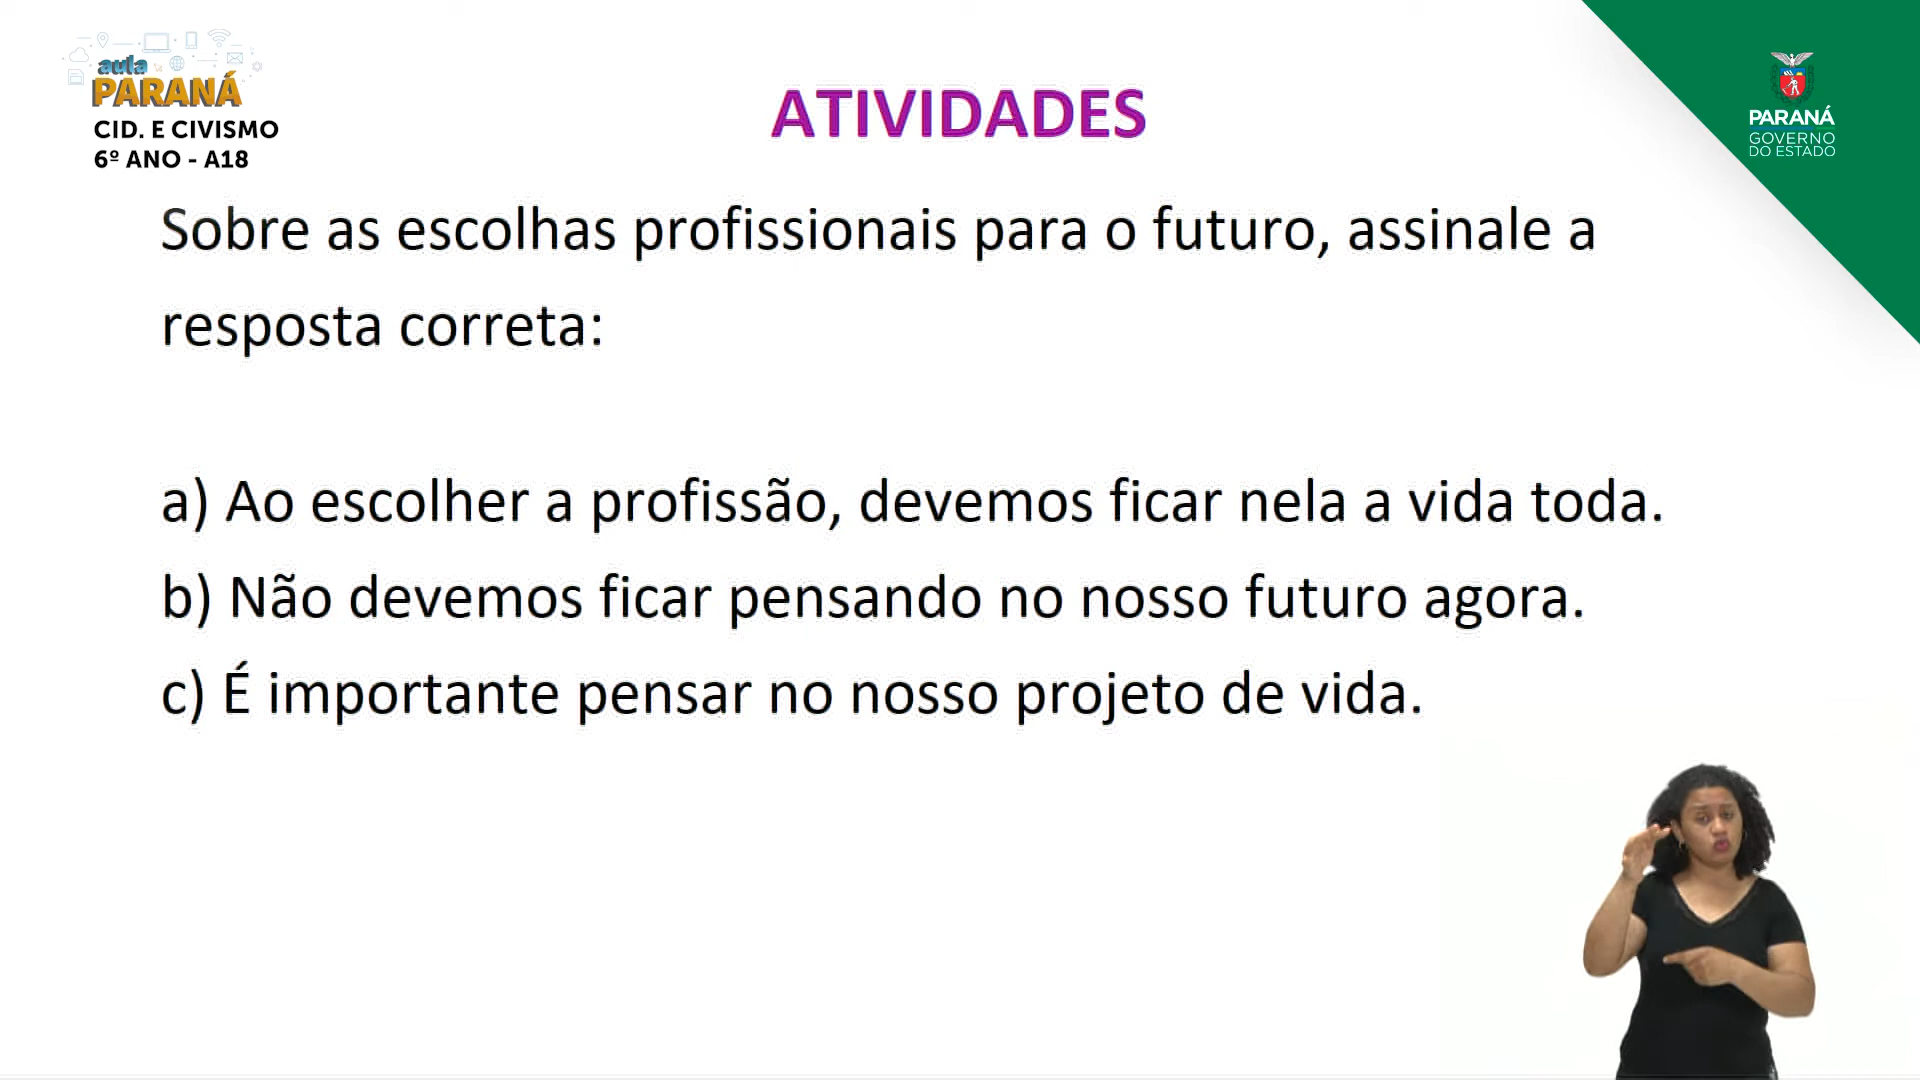 aula
PARANÁ
CID. E CIVISMO
6º ANO - A18
ATIVIDADES
PARANÁ
GOVERNO
DO ESTADO
Sobre as escolhas profissionais para o futuro, assinale a
resposta correta:
a) Ao escolher a profissão, devemos ficar nela a vida toda.
b) Não devemos ficar pensando no nosso futuro agora.
c) É importante pensar no nosso projeto de vida.